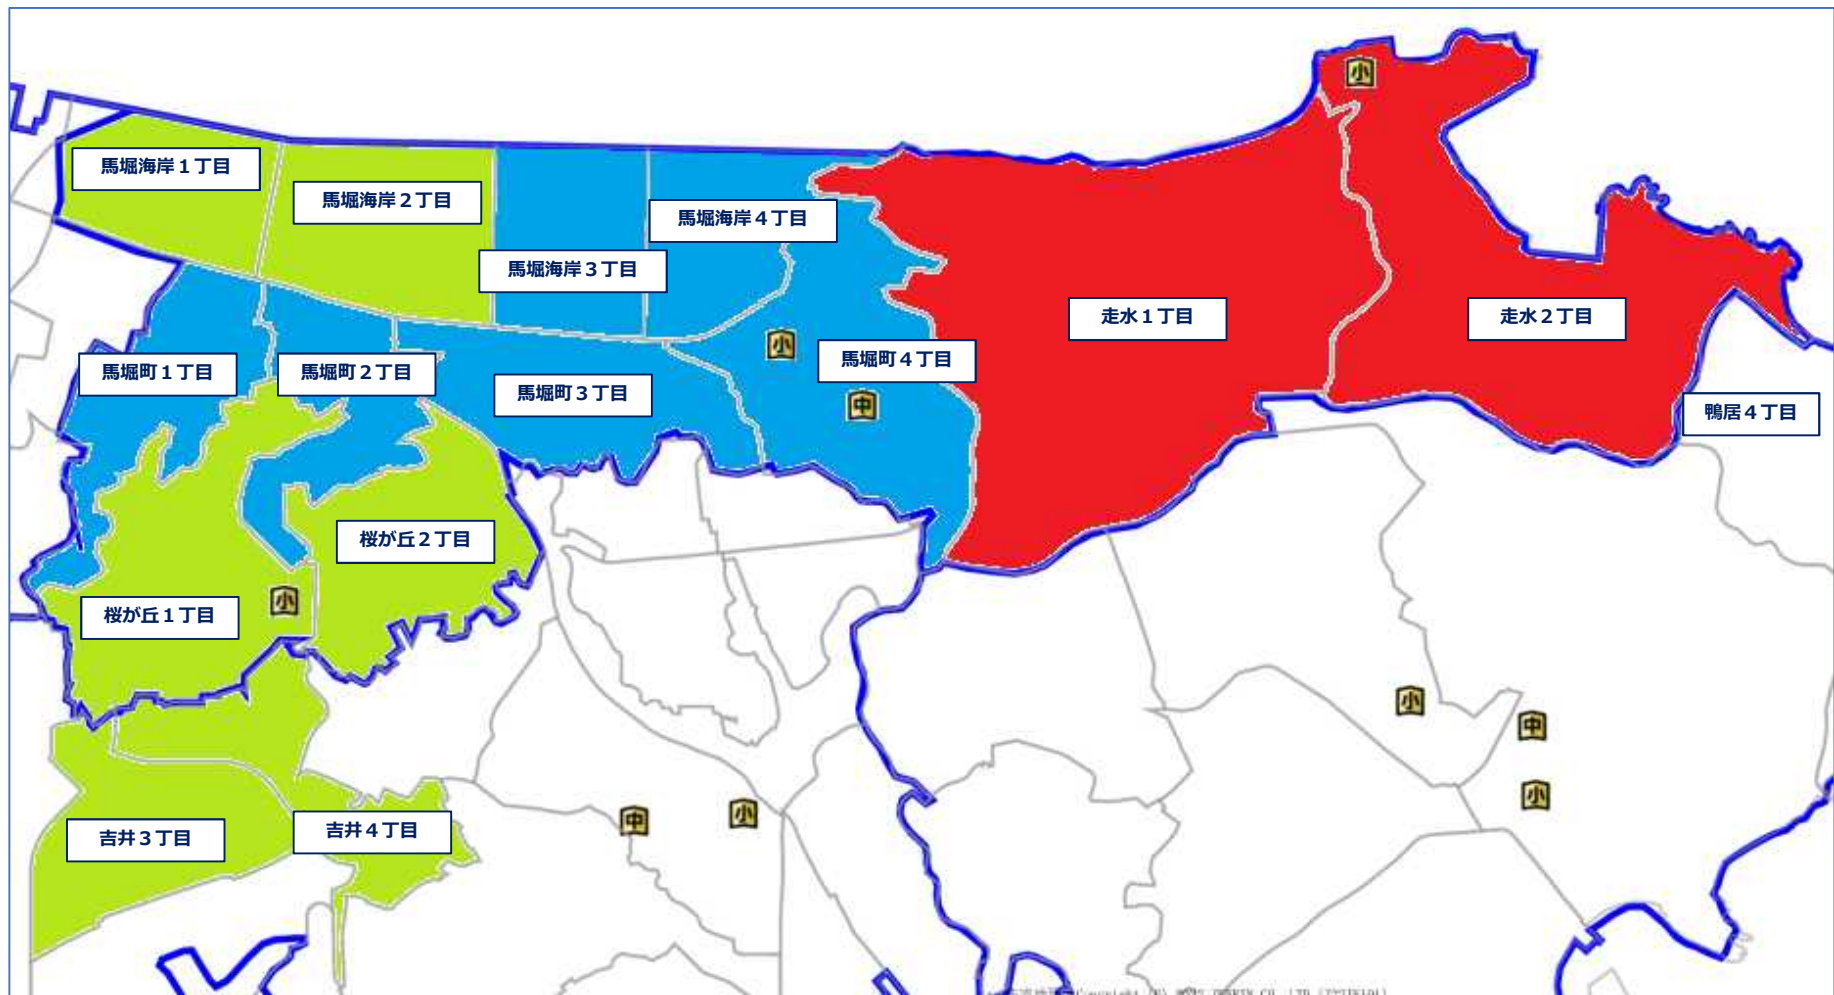 小
馬堀海岸１丁目
馬堀海岸２丁目
馬堀海岸４丁目
馬堀海岸３丁目
走水１丁目
走水２丁目
小
馬堀町４丁目
馬堀町１丁目
馬堀町２丁目
馬堀町３丁目
中
鴨居４丁目
桜が丘２丁目
小
桜が丘１丁目
小
中
小
中
小
吉井４丁目
吉井３丁目